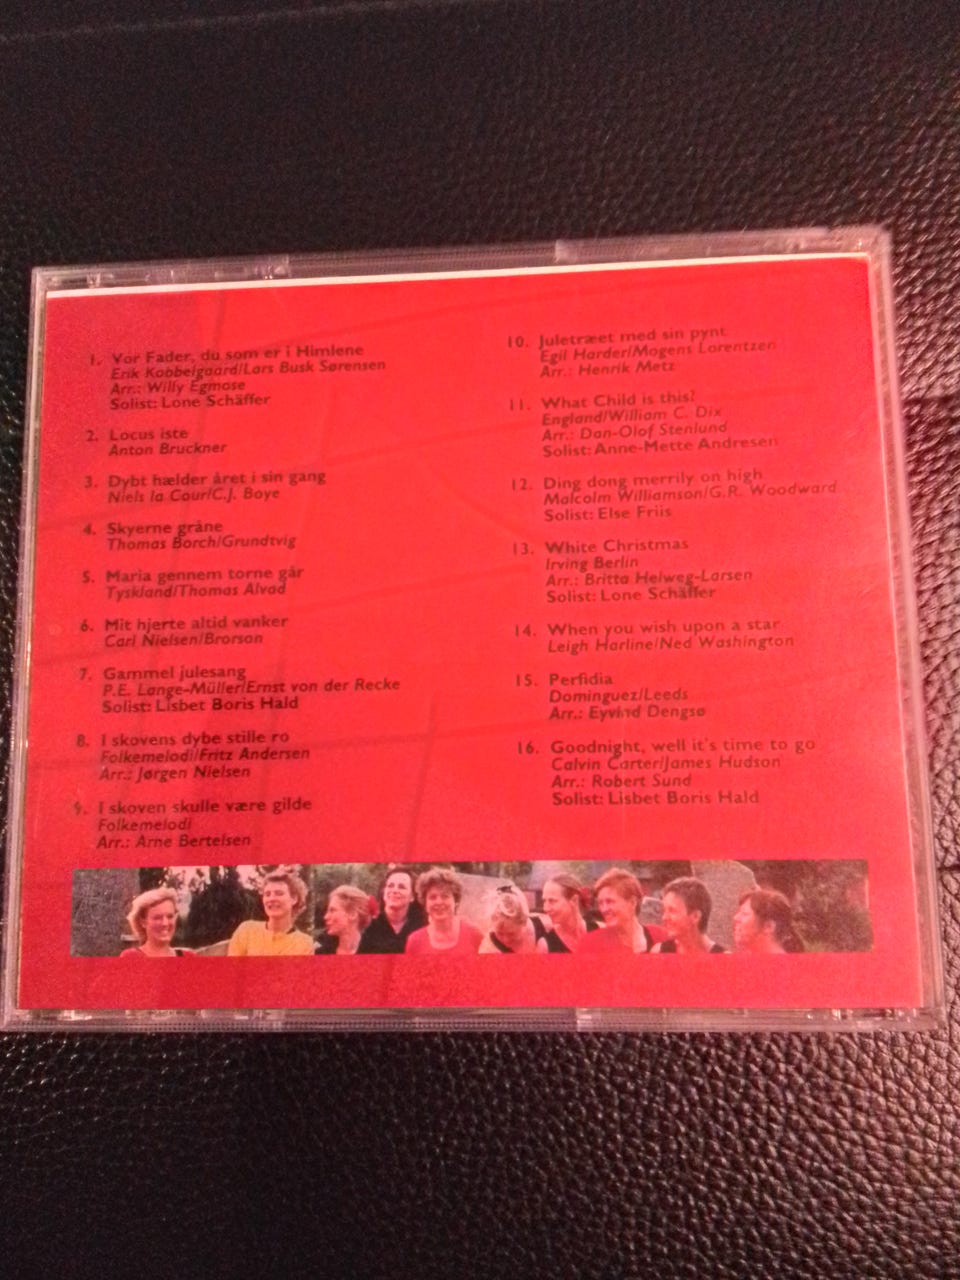 1. Vor Fader, du som er i Himlene
Erik Kobbelgaard/Lars Busk Sørensen
Arr.: Willy Egmose
Solist: Lone Schäffer
2. Locus iste
Anton Bruckner
3. Dybt hælder året i sin gang
Niels la Cour/C.J. Boye
4. Skyerne gråne
Thomas Borch/Grundtvig
5. Maria gennem torne går
Tyskland/Thomas Alvad
6. Mit hjerte altid vanker
Carl Nielsen/Brorson
7. Gammel julesang
P.E. Lange-Müller/Ernst von der Recke
Solist: Lisbet Boris Hald
8. I skovens dybe stille ro
Folkemelodi/Fritz Andersen
Arr.: Jørgen Nielsen
9. I skoven skulle være gilde
Folkemelodi
Arr.: Arne Bertelsen
10. Juletræet med sin pynt
Egil Harder/Mogens Lorentzen
Arr.: Henrik Metz
11. What Child is this?
England/William C. Dix
Arr.: Dan-Olof Stenlund
Solist: Anne-Mette Andresen
12. Ding dong merrily on high
Malcolm Williamson/G.R. Woodward
Solist: Else Friis
13. White Christmas
Irving Berlin
Arr.: Britta Helweg-Larsen
Solist: Lone Schäffer
14. When you wish upon a star
Leigh Harline/Ned Washington
15. Perfidia
Dominguez/Leeds
Arr.: Eyvind Dengsø
16. Goodnight, well it's time to go
Calvin Carter/James Hudson
Arr.: Robert Sund
Solist: Lisbet Boris Hald